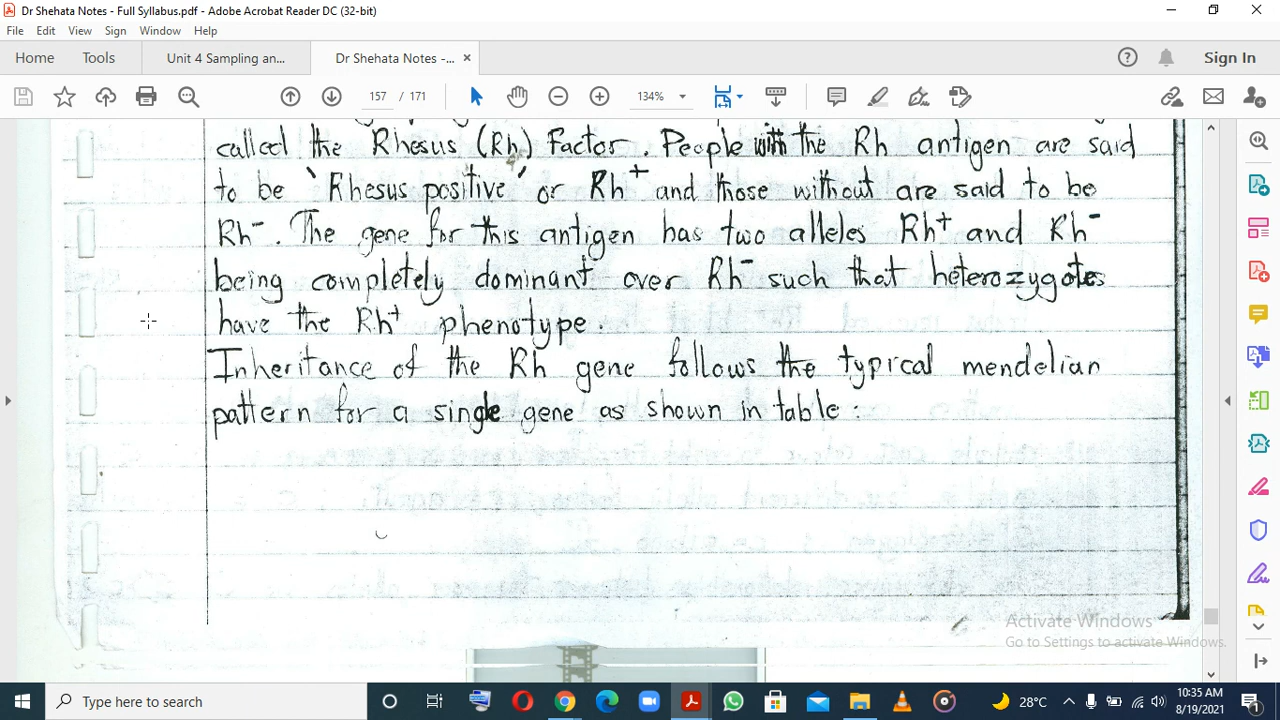 Dr Shehata Notes - Full Syllabus.pdf - Adobe Acrobat Reader DC (32-bit)
File Edit View Sign Window Help
Home Tools Unit 4 Sampling an... Dr Shehata Notes -... × Sign In
157 / 171 134%
called the Rhesus (Rh) Factor. People with the Rh antigen are said
to be 'Rhesus positive' or Rh+ and those without are said to be
Rh-. The gene for this antigen has two alleles Rh+ and Rh-
being completely dominant over Rh- such that heterozygotes
have the Rh+ phenotype.
Inheritance of the Rh gene follows the typical mendelian
pattern for a single gene as shown in table:
Activate Windows
Go to Settings to activate Windows.
Type here to search
28°C
10:35 AM
8/19/2021